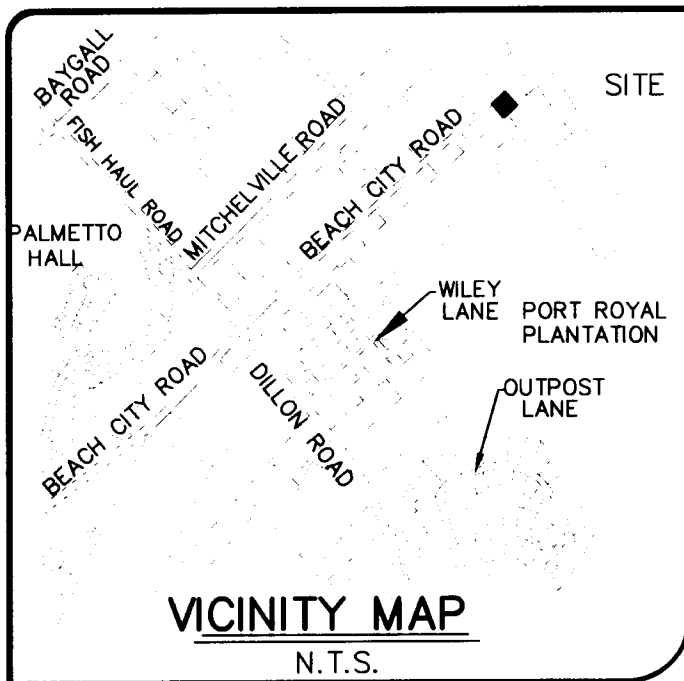 BAYGALL
ROAD
SITE
FISH HAUL ROAD
MITCHELVILLE ROAD
BEACH CITY ROAD
PALMETTO
HALL
WILEY
LANE
PORT ROYAL
PLANTATION
BEACH CITY ROAD
DILLON ROAD
OUTPOST
LANE
VICINITY MAP
N.T.S.